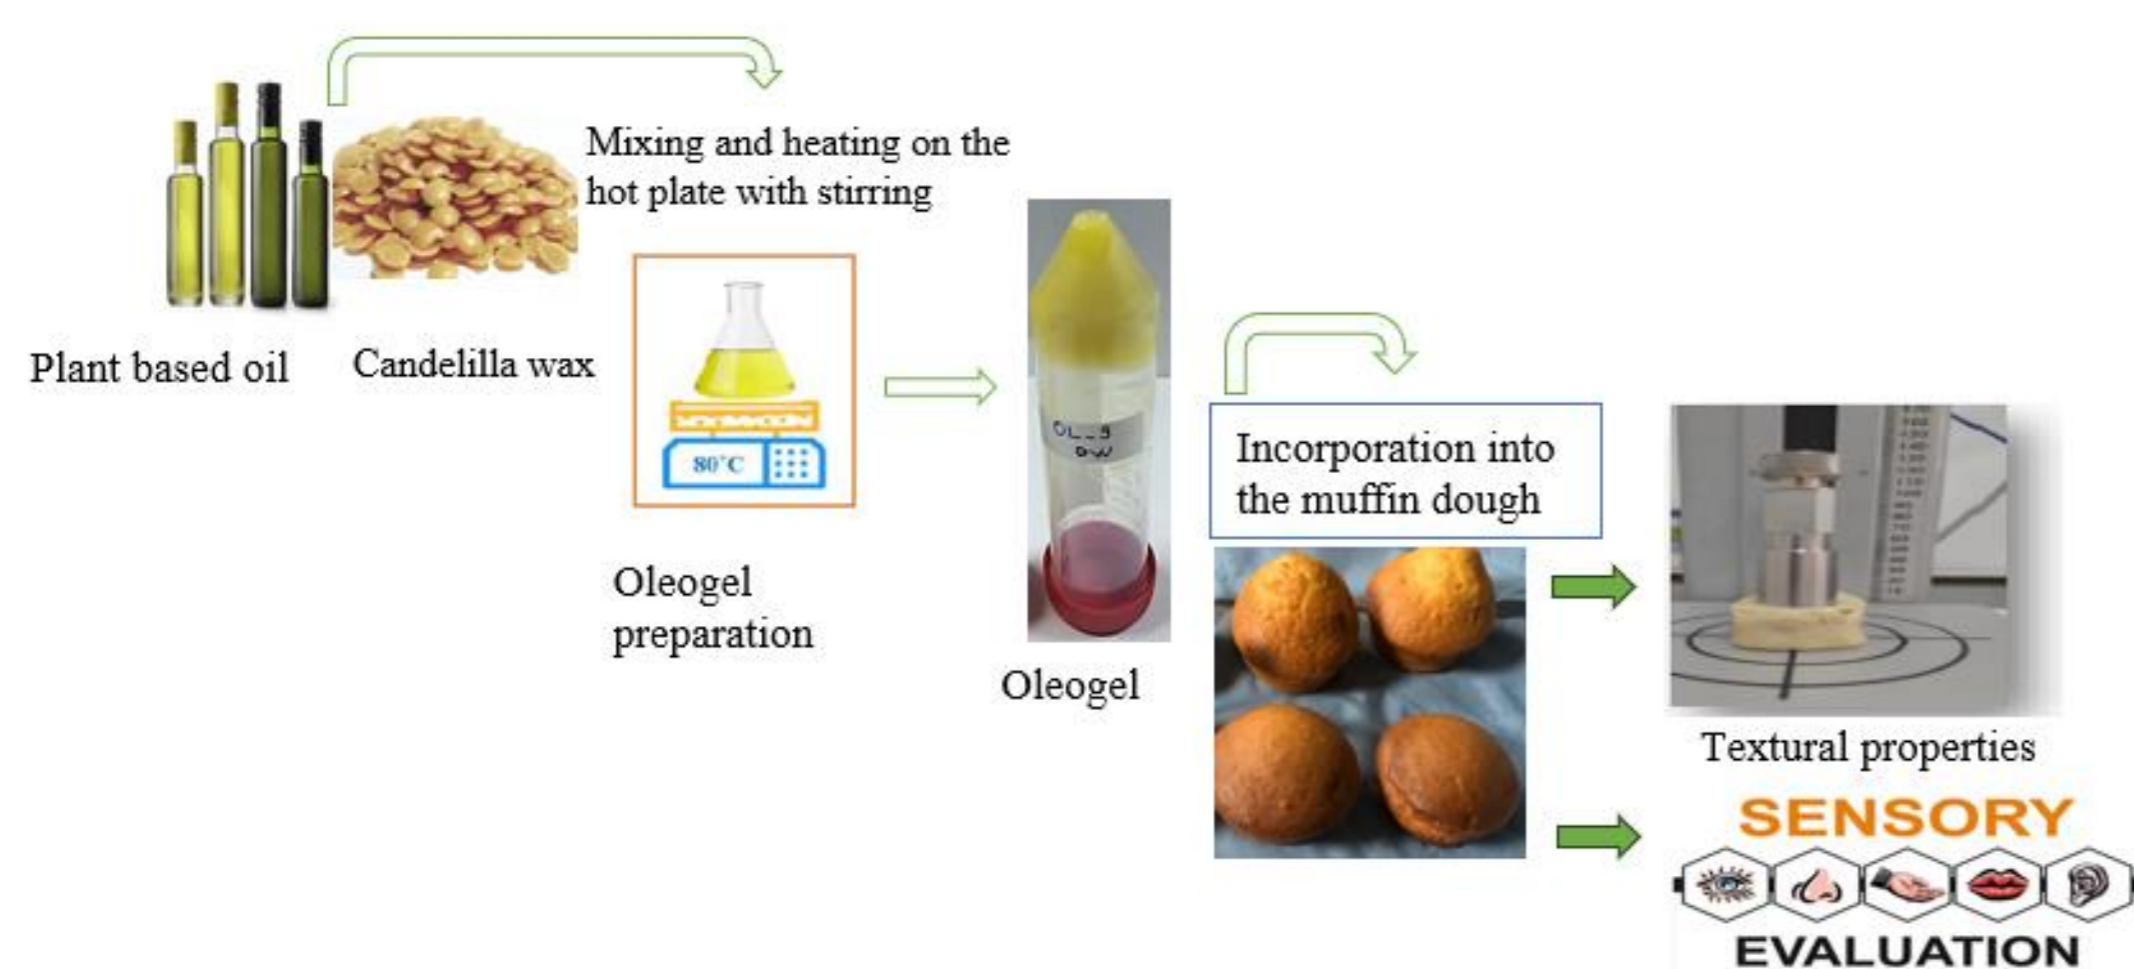 Mixing and heating on the
hot plate with stirring
Plant based oil
Candelilla wax
80°C
Oleogel
preparation
Oleogel
Incorporation into
the muffin dough
Textural properties
SENSORY
EVALUATION